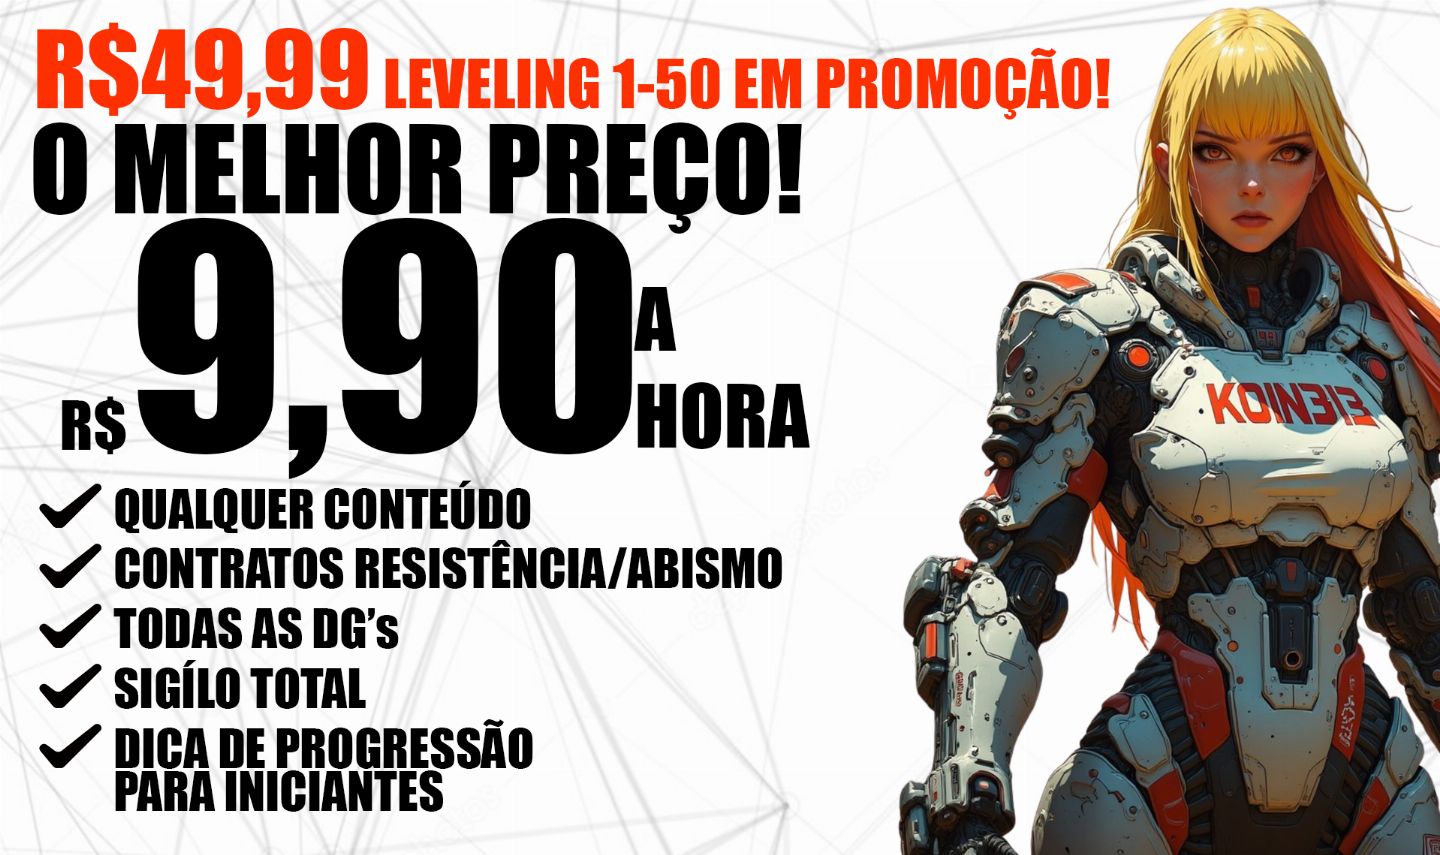 R$49,99 LEVELING 1-50 EM PROMOÇÃO!
O MELHOR PREÇO!
R$ 9,90 A HORA
QUALQUER CONTEÚDO
CONTRATOS RESISTÊNCIA/ABISMO
TODAS AS DG's
SIGÍLO TOTAL
DICA DE PROGRESSÃO
PARA INICIANTES
KOIN313